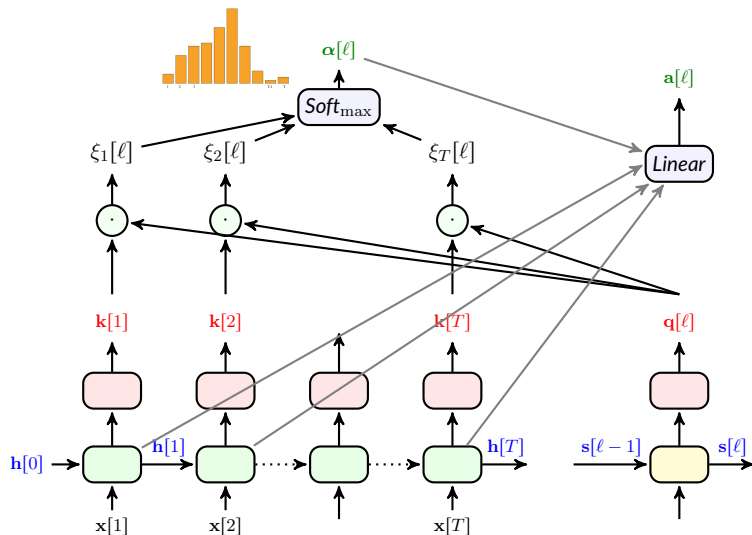 α[ℓ]
a[ℓ]
Softmax
ξ1[ℓ] ξ2[ℓ] ξT[ℓ] Linear
· · ·
k[1] k[2] k[T] q[ℓ]
h[0] h[1] h[T] s[ℓ − 1] s[ℓ]
x[1] x[2] x[T]